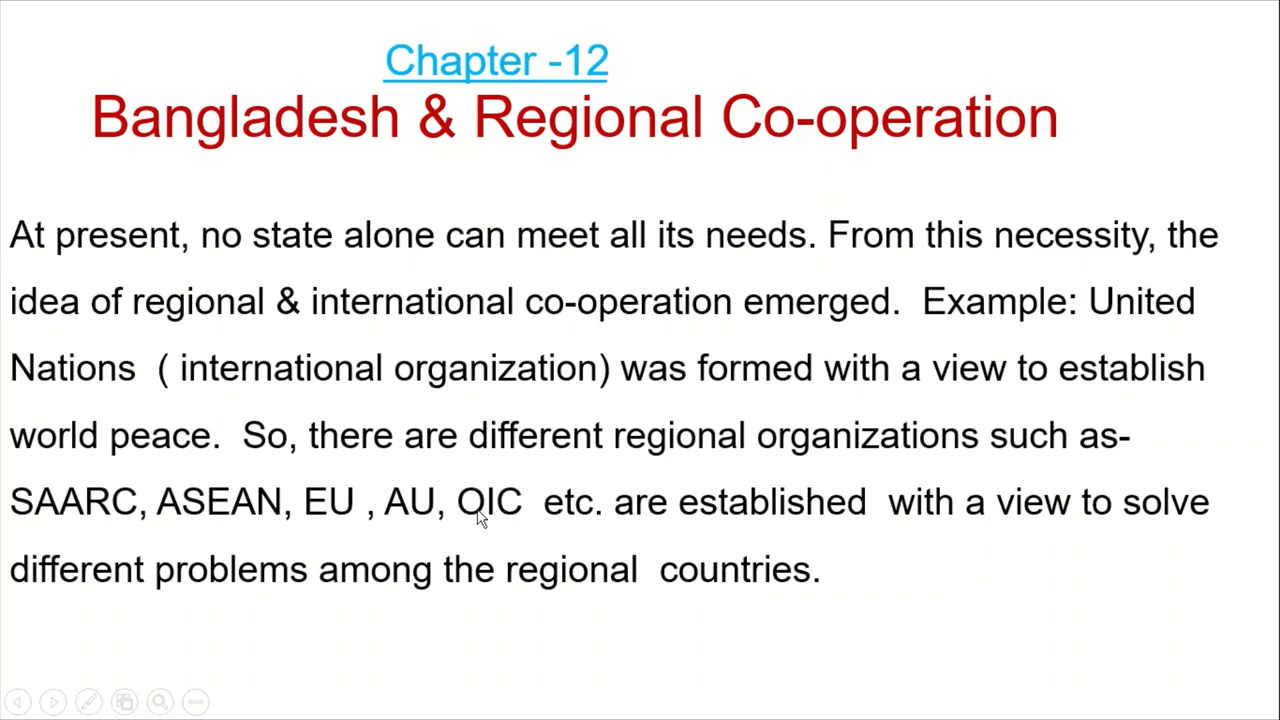 Chapter -12
Bangladesh & Regional Co-operation
At present, no state alone can meet all its needs. From this necessity, the
idea of regional & international co-operation emerged.  Example: United
Nations  ( international organization) was formed with a view to establish
world peace.  So, there are different regional organizations such as-
SAARC, ASEAN, EU , AU, OIC  etc. are established  with a view to solve
different problems among the regional  countries.